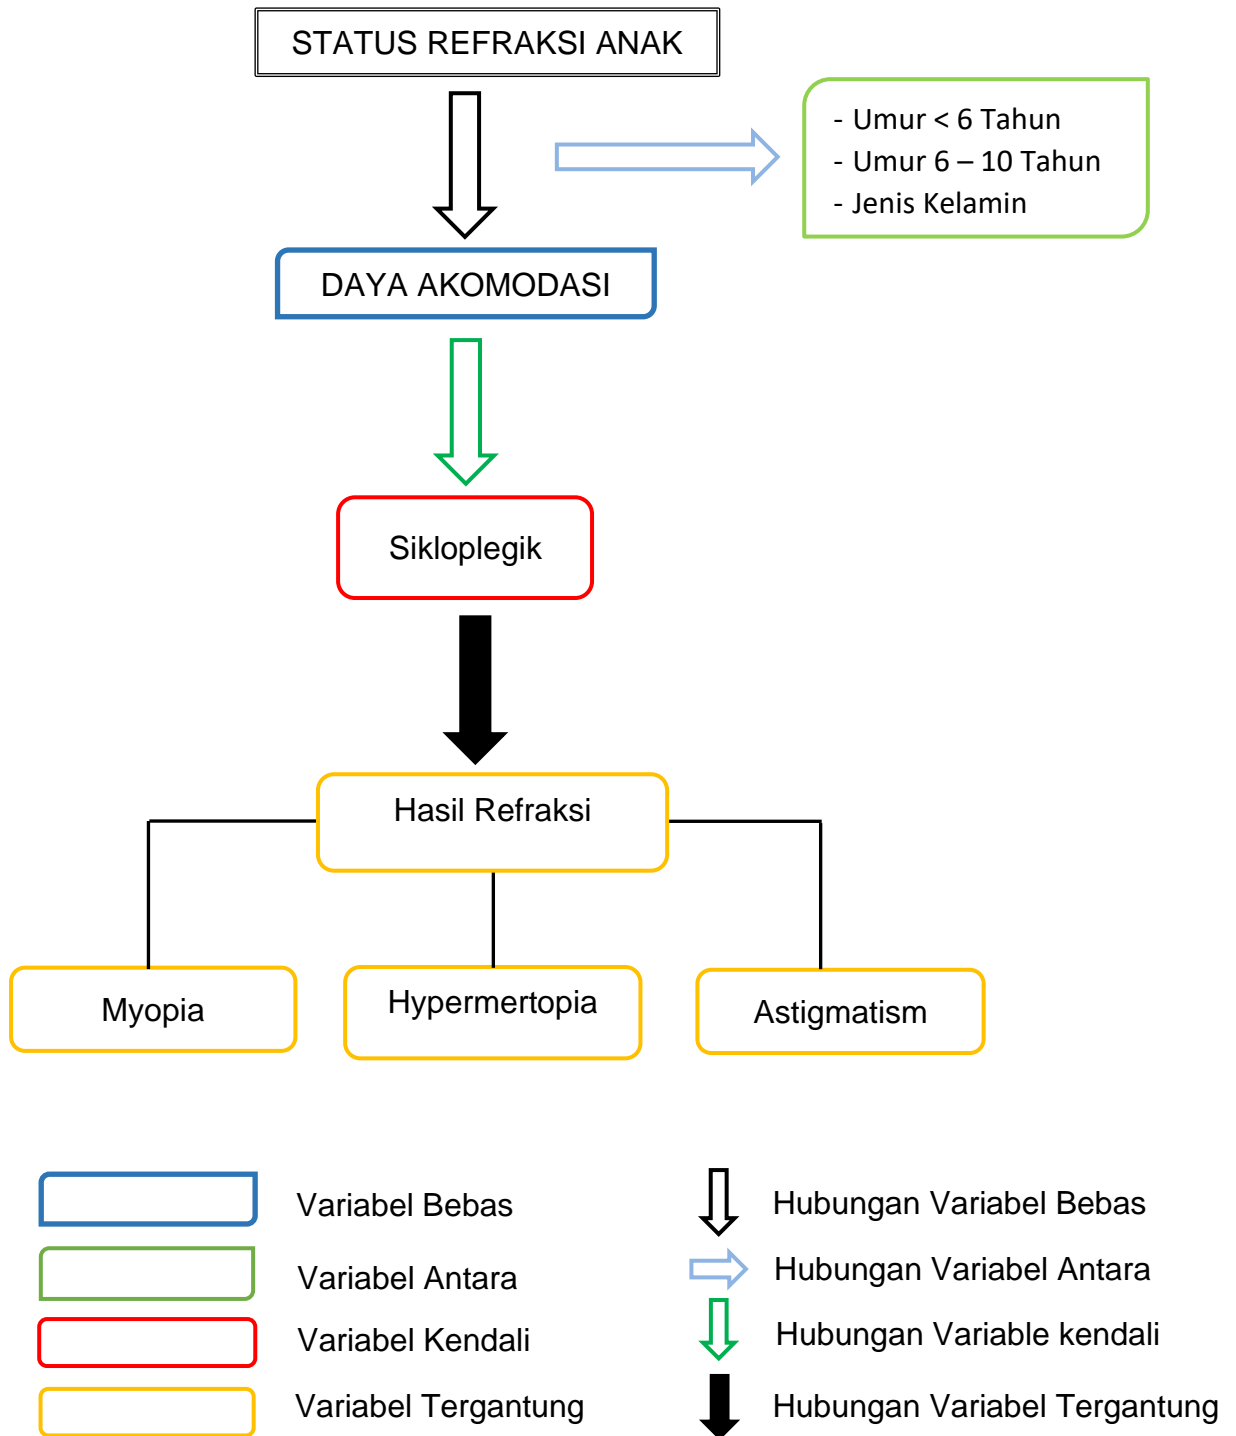 STATUS REFRAKSI ANAK
- Umur < 6 Tahun
- Umur 6 – 10 Tahun
- Jenis Kelamin
DAYA AKOMODASI
Sikloplegik
Hasil Refraksi
Myopia
Hypermertopia
Astigmatism
Variabel Bebas
Variabel Antara
Variabel Kendali
Variabel Tergantung
Hubungan Variabel Bebas
Hubungan Variabel Antara
Hubungan Variable kendali
Hubungan Variabel Tergantung